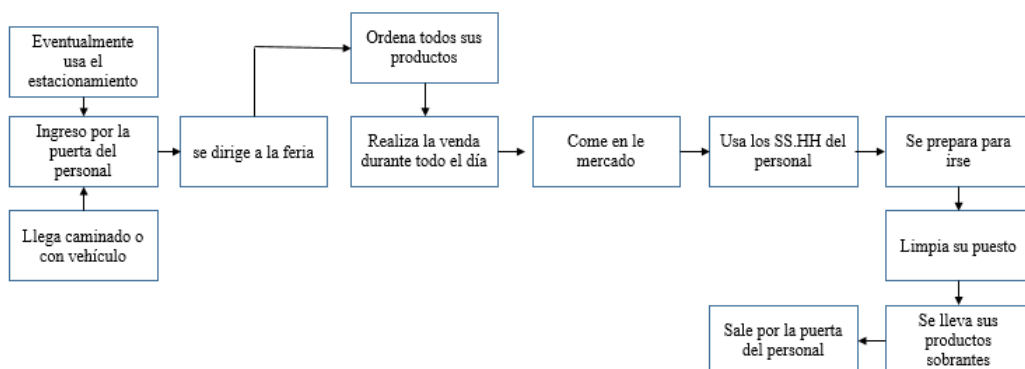 Eventualmente
usa el
estacionamiento
Ingreso por la
puerta del
personal
Llega caminado o
con vehículo
se dirige a la feria
Ordena todos sus
productos
Realiza la venda
durante todo el día
Come en le
mercado
Usa los SS.HH del
personal
Se prepara para
irse
Limpia su puesto
Se lleva sus
productos
sobrantes
Sale por la puerta
del personal